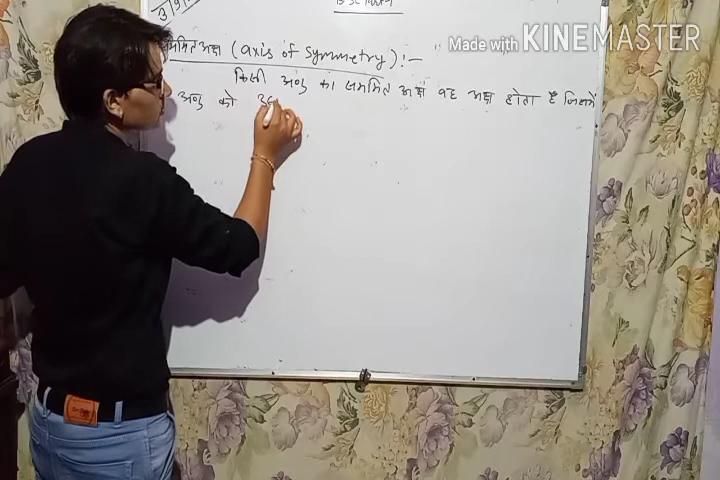 Made with KINEMASTER
सममित अक्ष (axis of symmetry) :-
किसी अणु का सममित अक्ष वह अक्ष होता है जिसमें
अणु को